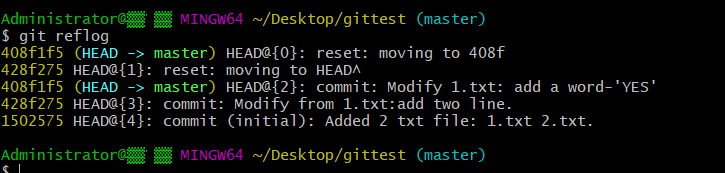 Administrator@▒▒ ▒▒ MINGW64 ~/Desktop/gittest (master)
$ git reflog
408f1f5 (HEAD -> master) HEAD@{0}: reset: moving to 408f
428f275 HEAD@{1}: reset: moving to HEAD^
408f1f5 (HEAD -> master) HEAD@{2}: commit: Modify 1.txt: add a word-'YES'
428f275 HEAD@{3}: commit: Modify from 1.txt:add two line.
1502575 HEAD@{4}: commit (initial): Added 2 txt file: 1.txt 2.txt.
Administrator@▒▒ ▒▒ MINGW64 ~/Desktop/gittest (master)
$